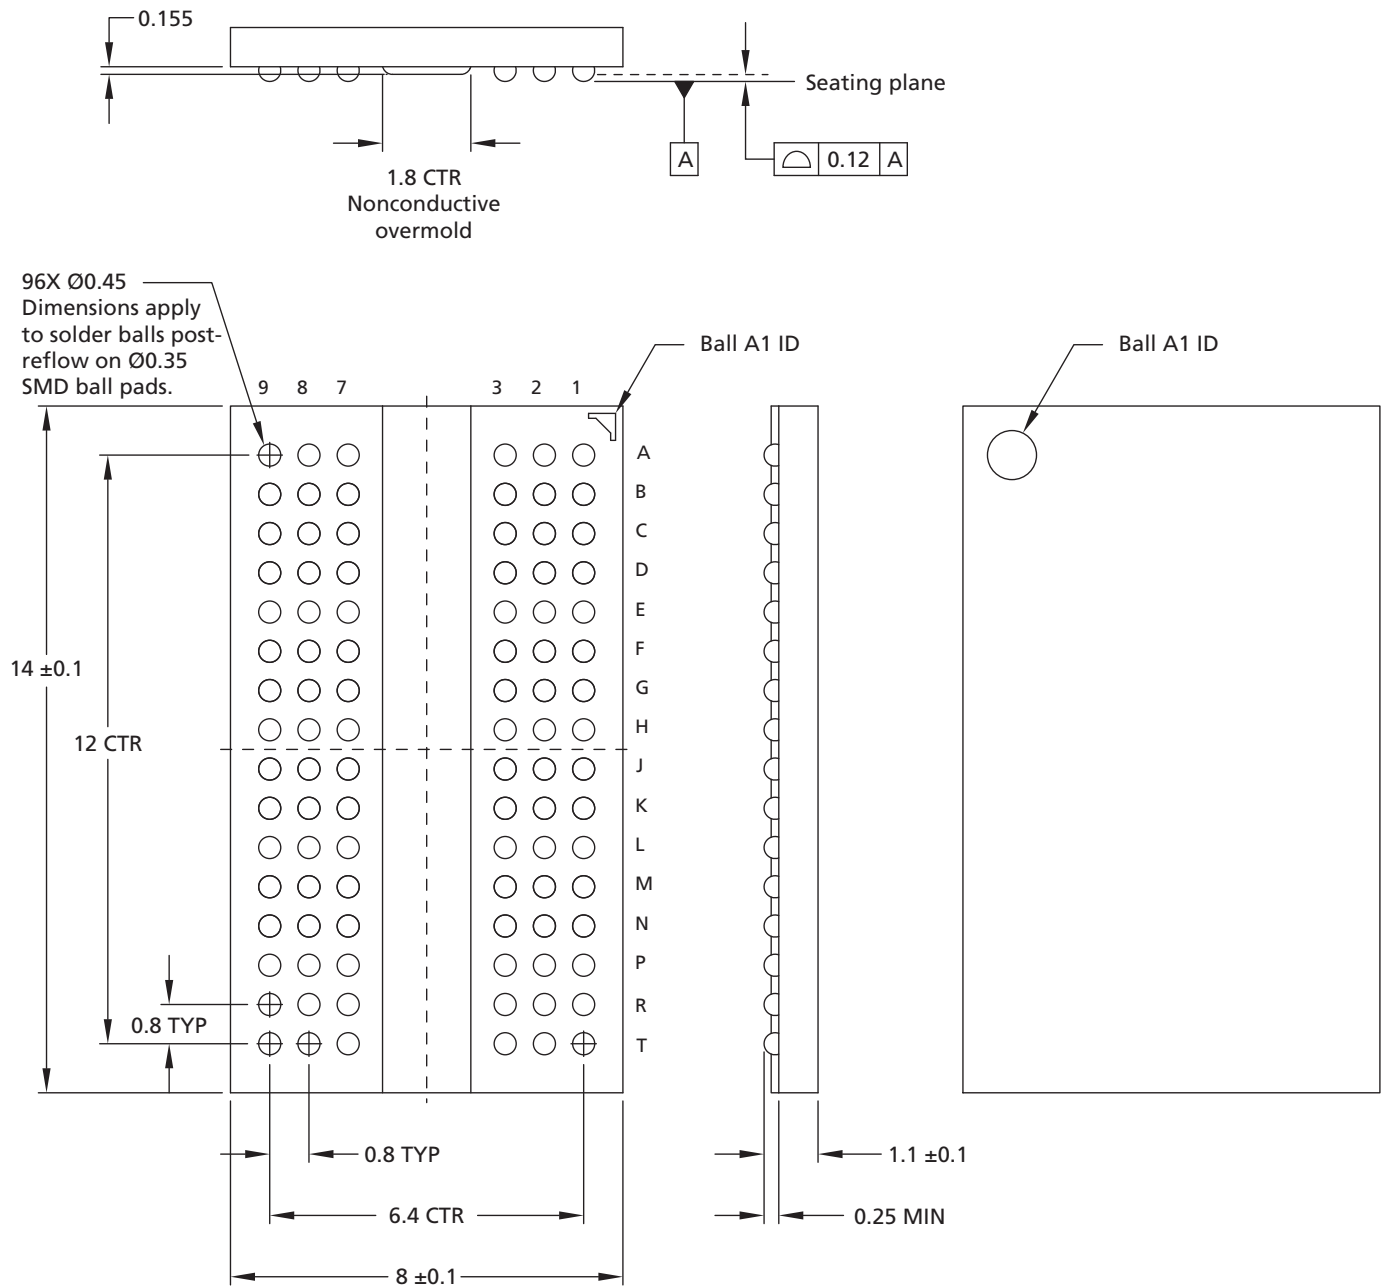 0.155
Seating plane
A
0.12 A
1.8 CTR
Nonconductive
overmold
96X Ø0.45
Dimensions apply
to solder balls post-
reflow on Ø0.35
SMD ball pads.
Ball A1 ID
Ball A1 ID
9 8 7 3 2 1
A
B
C
D
E
F
14 ±0.1
G
H
12 CTR
J
K
L
M
N
P
R
0.8 TYP
T
0.8 TYP
1.1 ±0.1
6.4 CTR
0.25 MIN
8 ±0.1